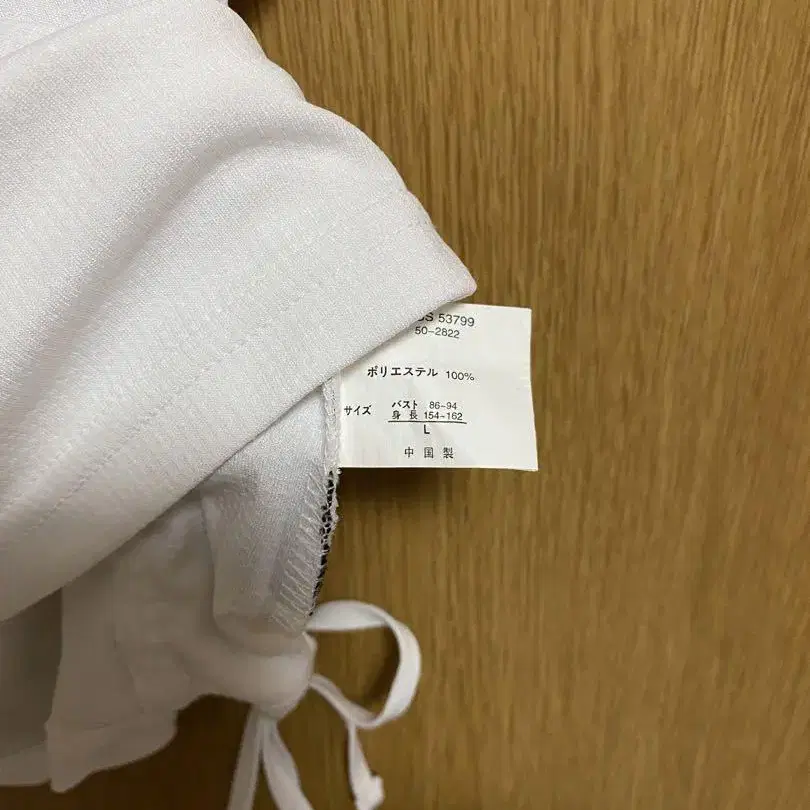 53799
50-2822
ポリエステル 100%
サイズ バスト 86-94
身長 154~162
L
中国製